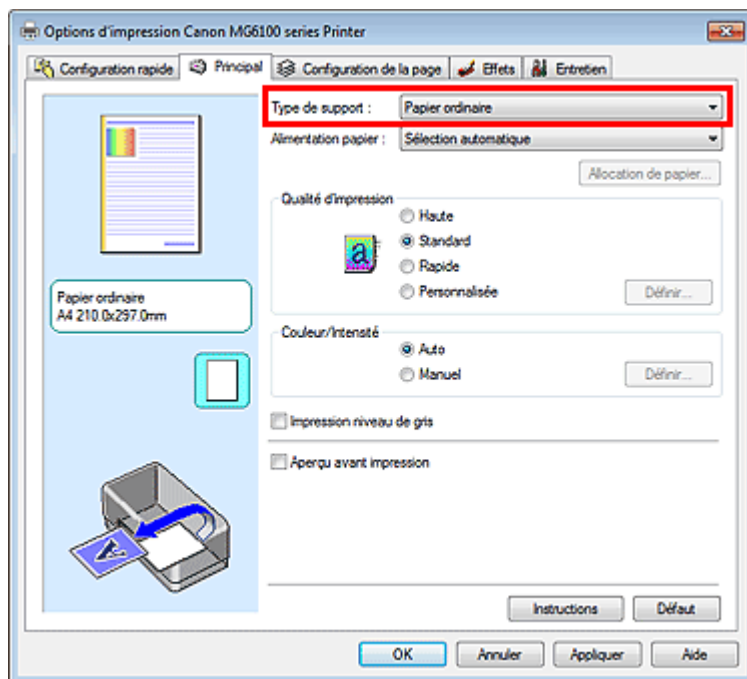 Options d'impression Canon MG6100 series Printer
Configuration rapide Principal Configuration de la page Effets Entretien
Type de support : Papier ordinaire
Alimentation papier : Sélection automatique
Allocation de papier...
Qualité d'impression
Haute
a Standard
Rapide
Personnalisée Définir...
Papier ordinaire
A4 210.0x297.0mm
Couleur/Intensité
Auto
Manuel Définir...
Impression niveau de gris
Aperçu avant impression
A
Instructions Défaut
OK Annuler Appliquer Aide